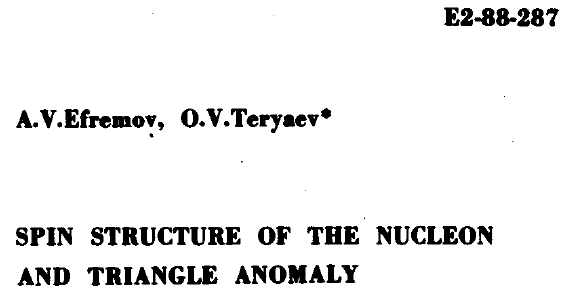 E2-88-287
A.V.Efremov, O.V.Teryaev*
SPIN STRUCTURE OF THE NUCLEON
AND TRIANGLE ANOMALY